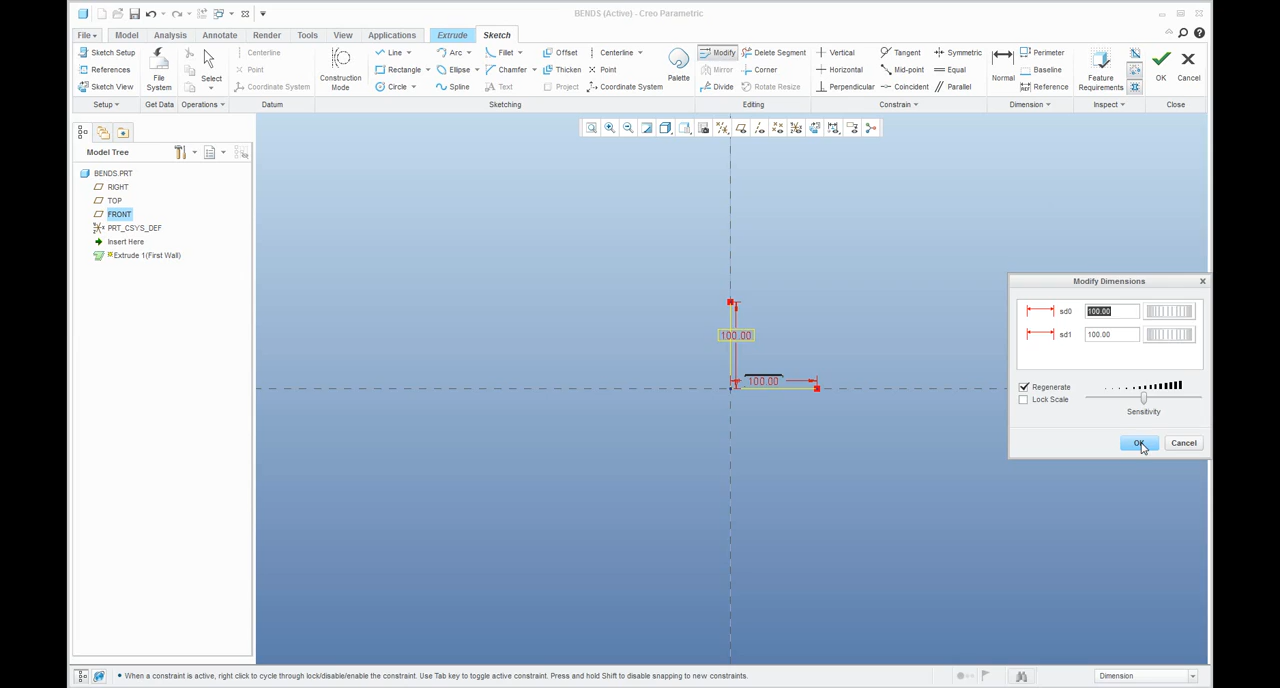 BENDS (Active) - Creo Parametric
File Model Analysis Annotate Render Tools View Applications Extrude Sketch
Sketch Setup
References
Sketch View
Setup
File System
Get Data
Select
Operations
Centerline
Point
Coordinate System
Datum
Construction Mode
Line Arc Fillet Offset Centerline
Rectangle Ellipse Chamfer Thicken Point
Circle Spline Text Project Coordinate System
Sketching
Palette
Modify Delete Segment
Mirror Corner
Divide Rotate Resize
Editing
Vertical Tangent Symmetric
Horizontal Mid-point Equal
Perpendicular Coincident Parallel
Constrain
Normal
Perimeter
Baseline
Reference
Dimension
Feature Requirements
Inspect
OK
Cancel
Close
Model Tree
BENDS.PRT
RIGHT
TOP
FRONT
PRT_CSYS_DEF
Insert Here
Extrude 1(First Wall)
100.00
100.00
Modify Dimensions
sd0 100.00
sd1 100.00
Regenerate
Lock Scale
Sensitivity
OK Cancel
When a constraint is active, right click to cycle through lock/disable/enable the constraint. Use Tab key to toggle active constraint. Press and hold Shift to disable snapping to new constraints.
Dimension